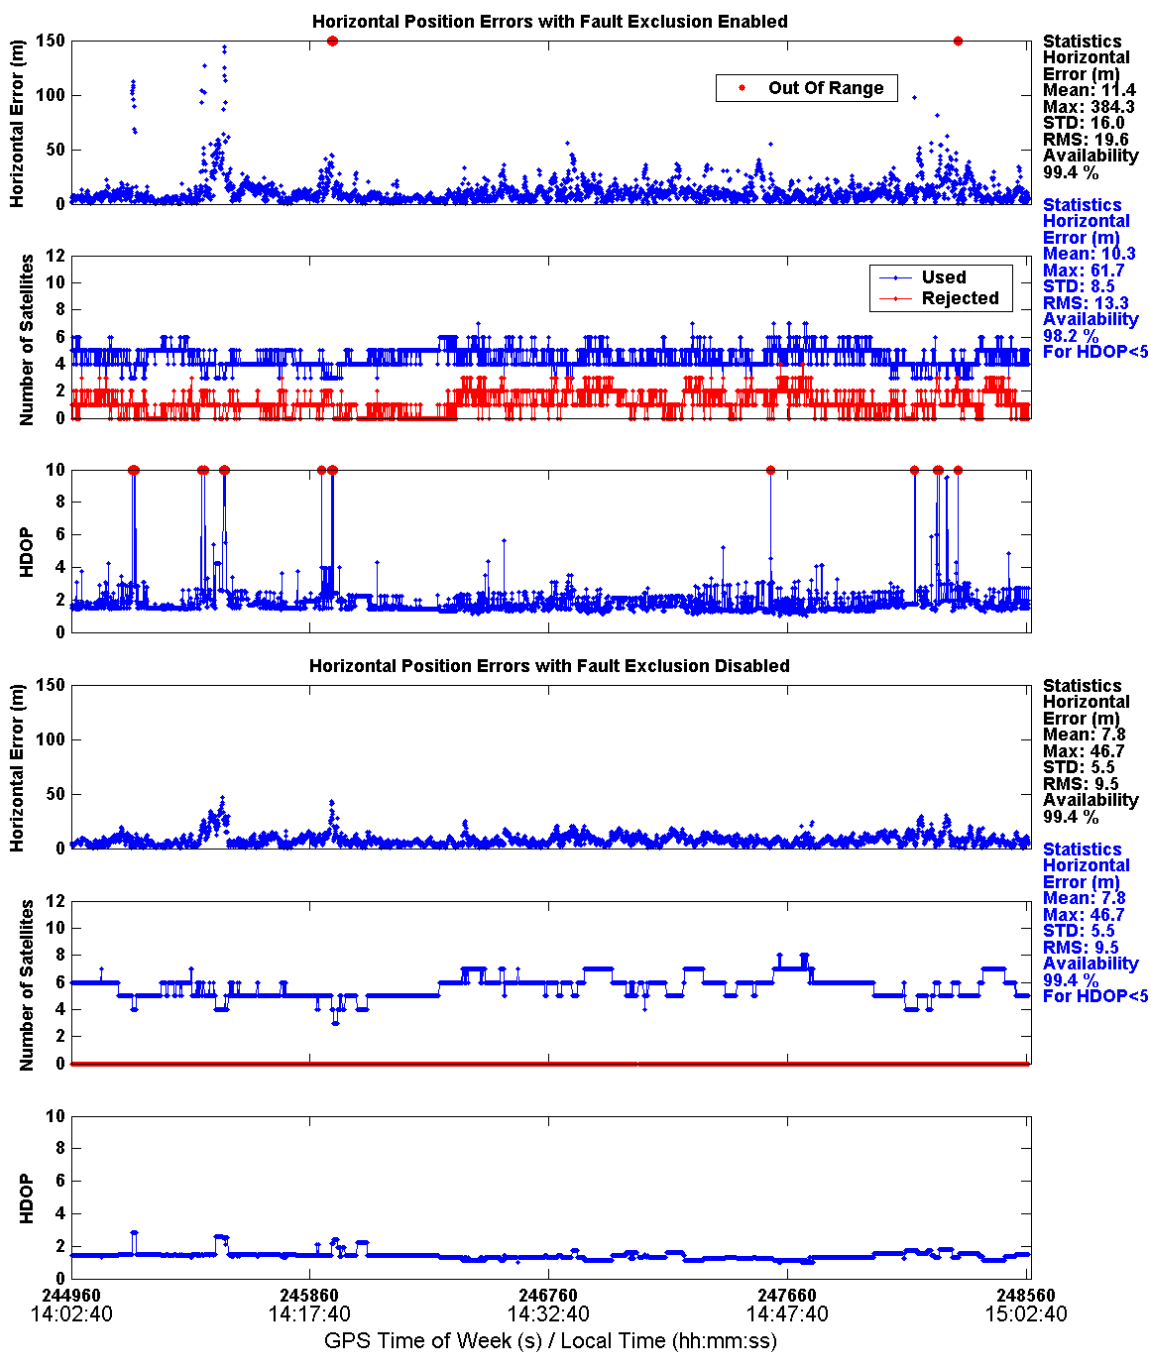 Horizontal Position Errors with Fault Exclusion Enabled
Horizontal Error (m)
150
100
50
0
Out Of Range
Statistics
Horizontal
Error (m)
Mean: 11.4
Max: 384.3
STD: 16.0
RMS: 19.6
Availability
99.4 %
Statistics
Horizontal
Error (m)
Mean: 10.3
Max: 61.7
STD: 8.5
RMS: 13.3
Availability
98.2 %
For HDOP<5
Number of Satellites
12
10
8
6
4
2
0
Used
Rejected
HDOP
10
8
6
4
2
0
Horizontal Position Errors with Fault Exclusion Disabled
Horizontal Error (m)
150
100
50
0
Statistics
Horizontal
Error (m)
Mean: 7.8
Max: 46.7
STD: 5.5
RMS: 9.5
Availability
99.4 %
Statistics
Horizontal
Error (m)
Mean: 7.8
Max: 46.7
STD: 5.5
RMS: 9.5
Availability
99.4 %
For HDOP<5
Number of Satellites
12
10
8
6
4
2
0
HDOP
10
8
6
4
2
0
244960 245860 246760 247660 248560
14:02:40 14:17:40 14:32:40 14:47:40 15:02:40
GPS Time of Week (s) / Local Time (hh:mm:ss)